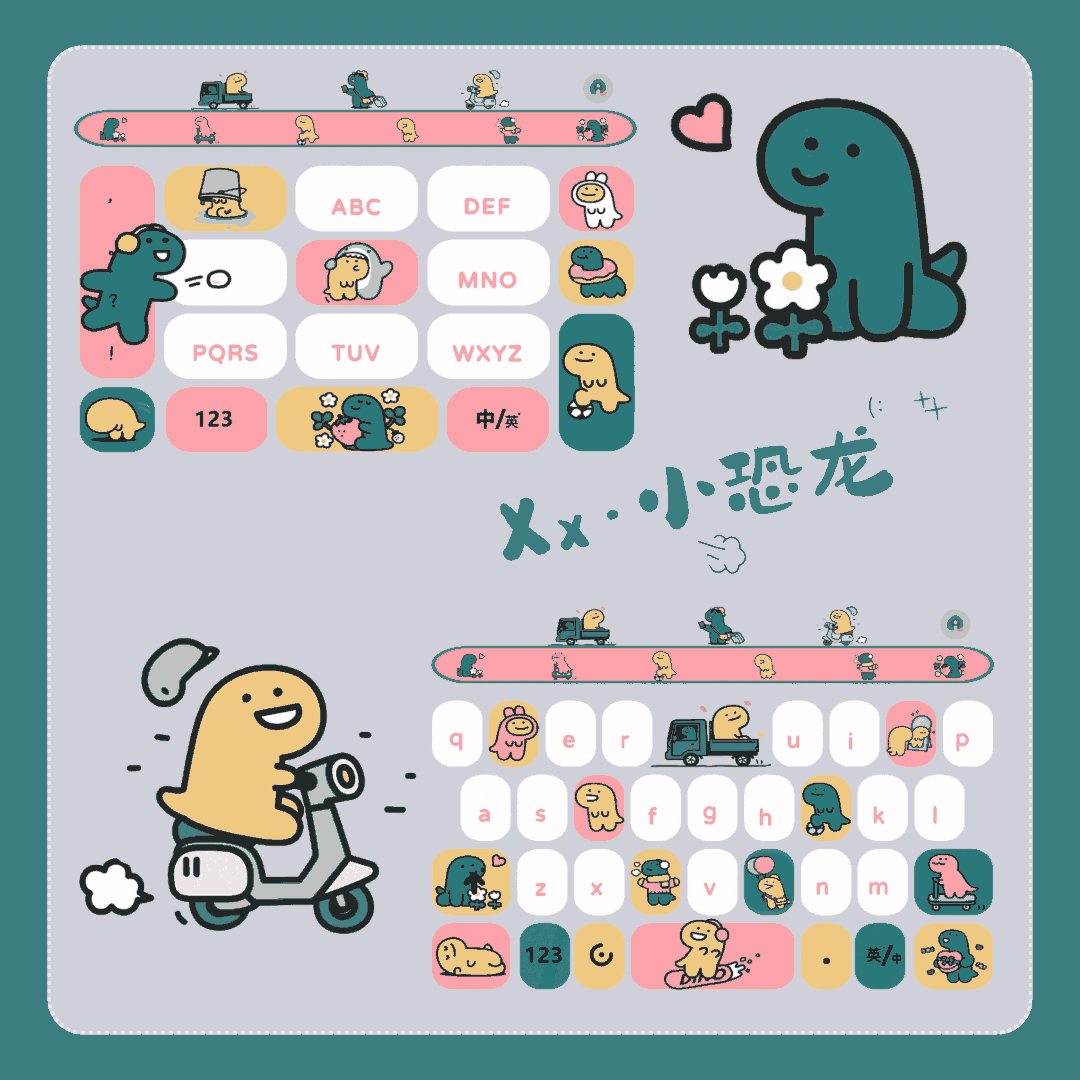 ,
ABC
DEF
MNO
?
!
PQRS
TUV
WXYZ
123
中/英
(:
Xx·小恐龙
q
e
r
u
i
p
a
s
f
g
h
k
l
z
x
v
n
m
123
.
英/中